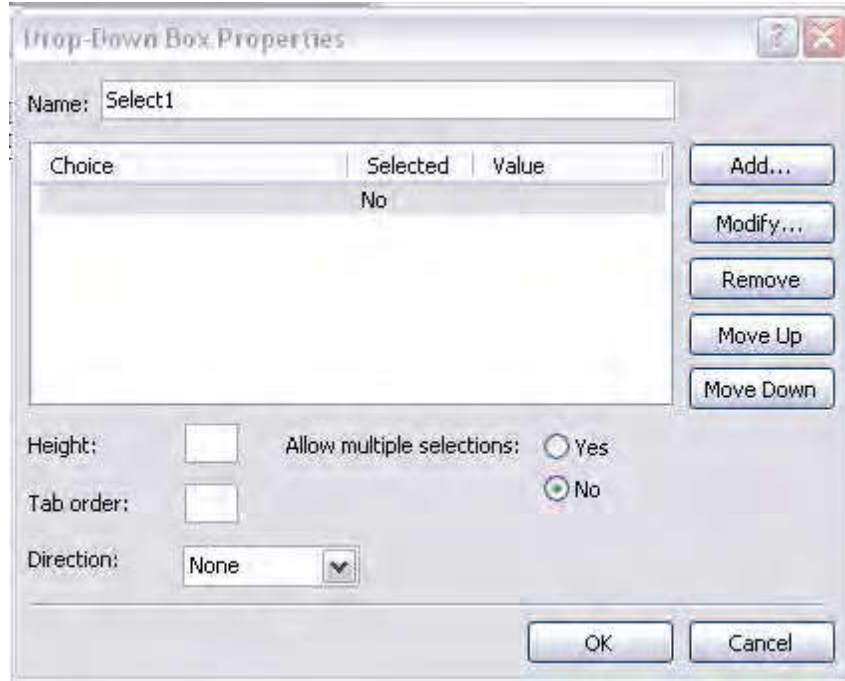 Drop-Down Box Properties
Name: Select1
Choice Selected Value
No
Add...
Modify...
Remove
Move Up
Move Down
Height:
Allow multiple selections: Yes
No
Tab order:
Direction: None
OK Cancel